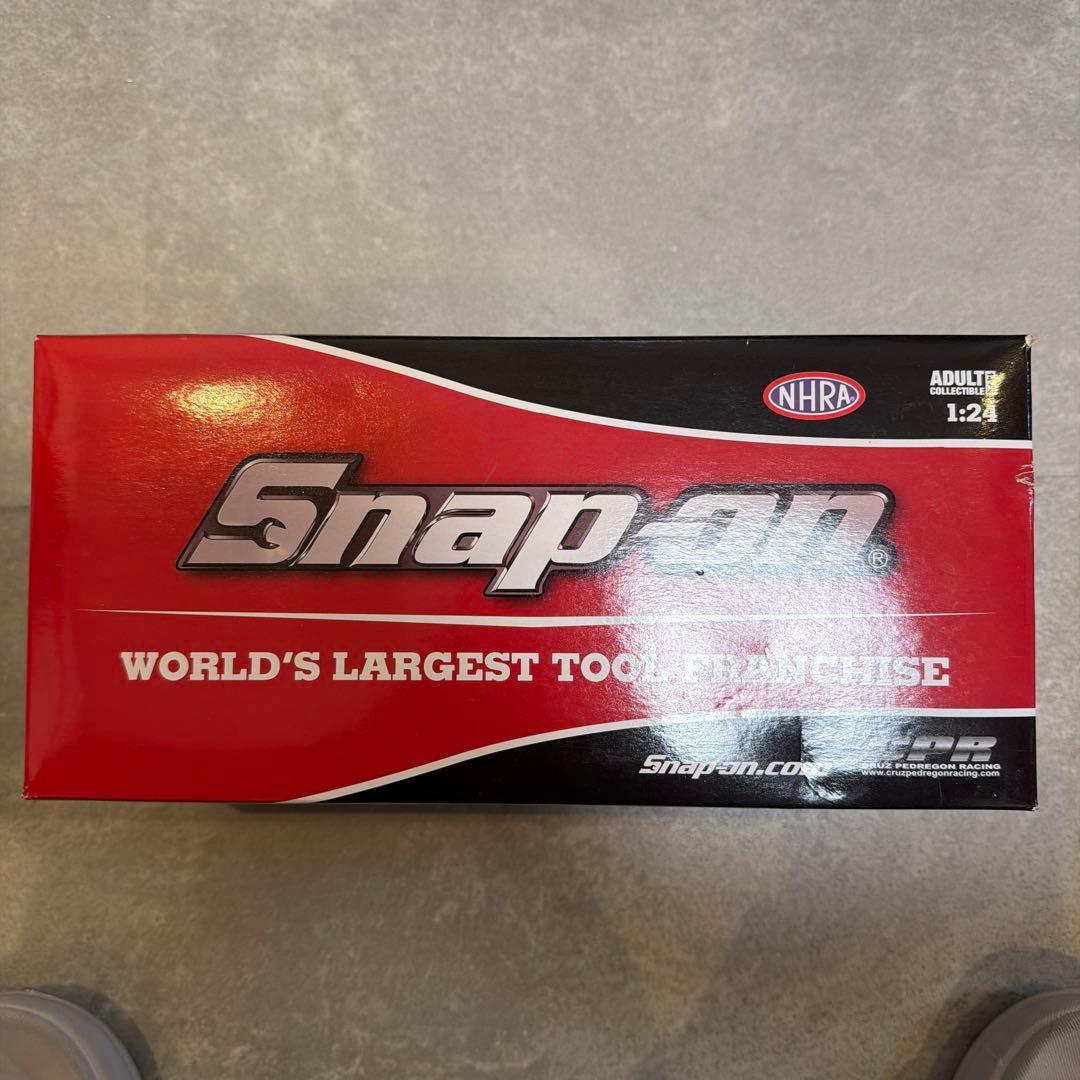 NHRA
ADULT
COLLECTIBLE
1:24
Snap-on®
WORLD'S LARGEST TOOL FRANCHISE
Snap-on.com
CPR
CRUZ PEDREGON RACING
www.cruzpedregonracing.com